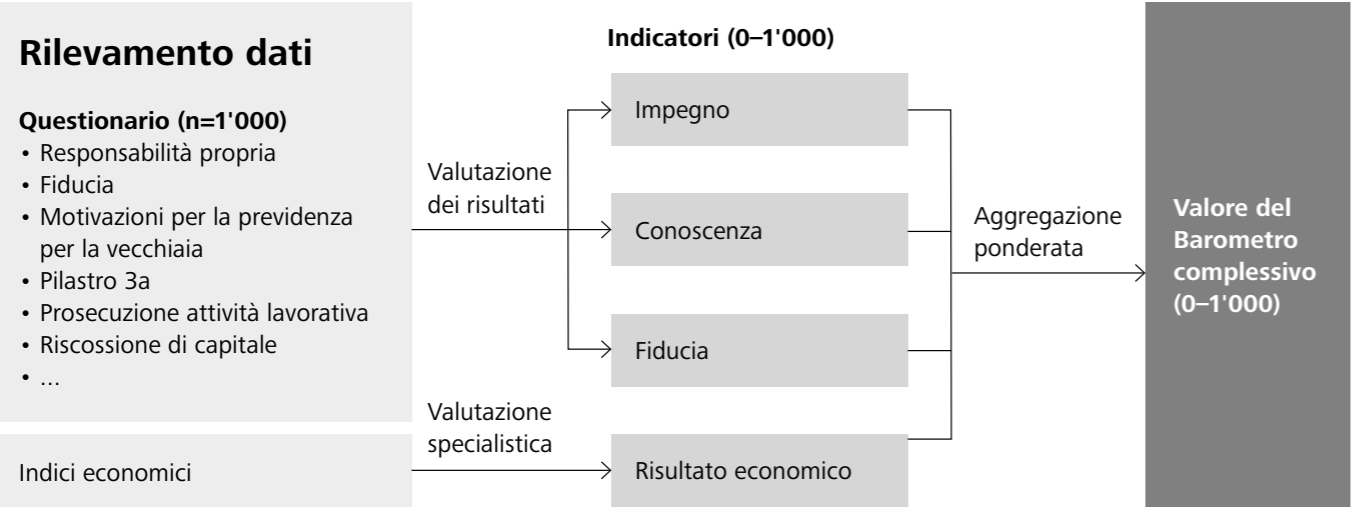 Rilevamento dati
Questionario (n=1'000)
• Responsabilità propria
• Fiducia
• Motivazioni per la previdenza
per la vecchiaia
• Pilastro 3a
• Prosecuzione attività lavorativa
• Riscossione di capitale
• ...
Indici economici
Valutazione
dei risultati
Valutazione
specialistica
Indicatori (0–1'000)
Impegno
Conoscenza
Fiducia
Risultato economico
Aggregazione
ponderata
Valore del
Barometro
complessivo
(0–1'000)